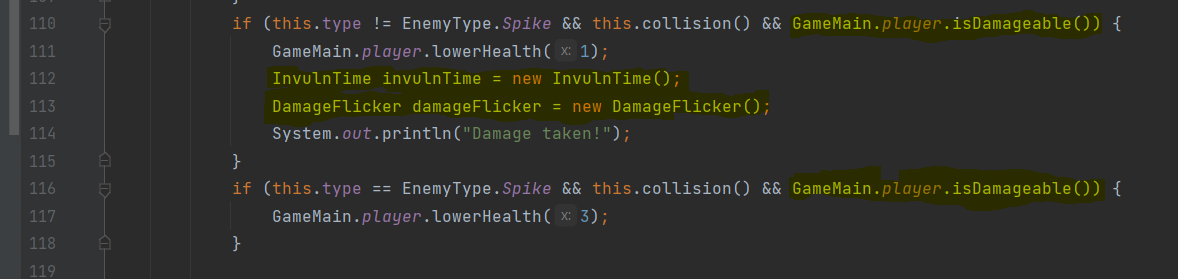 110 if (this.type != EnemyType.Spike && this.collision() && GameMain.player.isDamageable()) {
111 GameMain.player.lowerHealth( x: 1);
112 InvulnTime invulnTime = new InvulnTime();
113 DamageFlicker damageFlicker = new DamageFlicker();
114 System.out.println("Damage taken!");
115 }
116 if (this.type == EnemyType.Spike && this.collision() && GameMain.player.isDamageable()) {
117 GameMain.player.lowerHealth( x: 3);
118 }
119